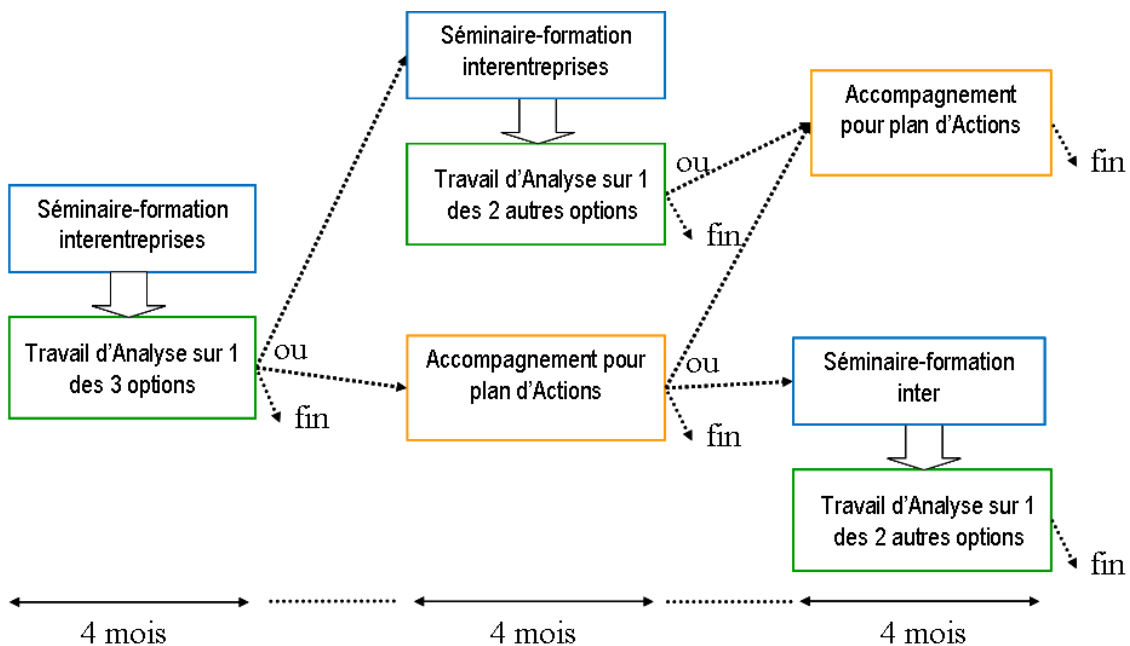 Séminaire-formation
interentreprises
Travail d'Analyse sur 1
des 3 options
ou
fin
Séminaire-formation
interentreprises
Travail d'Analyse sur 1
des 2 autres options
ou
fin
Accompagnement pour
plan d'Actions
ou
fin
Accompagnement
pour plan d'Actions
fin
Séminaire-formation
inter
Travail d'Analyse sur 1
des 2 autres options
fin
4 mois
4 mois
4 mois